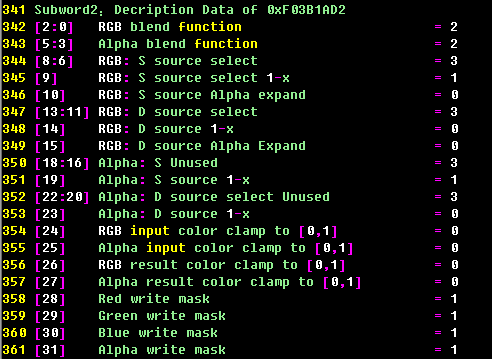 341 Subword2, Decription Data of 0xF03B1AD2
342 [2:0] RGB blend function = 2
343 [5:3] Alpha blend function = 2
344 [8:6] RGB: S source select = 3
345 [9] RGB: S source select 1-x = 1
346 [10] RGB: S source Alpha expand = 0
347 [13:11] RGB: D source select = 3
348 [14] RGB: D source 1-x = 0
349 [15] RGB: D source Alpha Expand = 0
350 [18:16] Alpha: S Unused = 3
351 [19] Alpha: S source 1-x = 1
352 [22:20] Alpha: D source select Unused = 3
353 [23] Alpha: D source 1-x = 0
354 [24] RGB input color clamp to [0,1] = 0
355 [25] Alpha input color clamp to [0,1] = 0
356 [26] RGB result color clamp to [0,1] = 0
357 [27] Alpha result color clamp to [0,1] = 0
358 [28] Red write mask = 1
359 [29] Green write mask = 1
360 [30] Blue write mask = 1
361 [31] Alpha write mask = 1